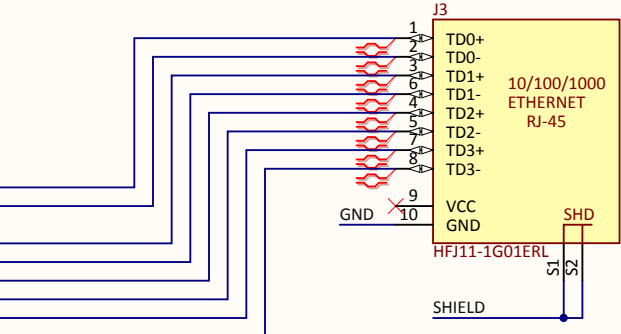 J3
1 TD0+
2 TD0-
3 TD1+
6 TD1-
4 TD2+
5 TD2-
7 TD3+
8 TD3-
10/100/1000
ETHERNET
RJ-45
9 VCC
GND 10 GND
SHD
HFJ11-1G01ERL
S1
S2
SHIELD